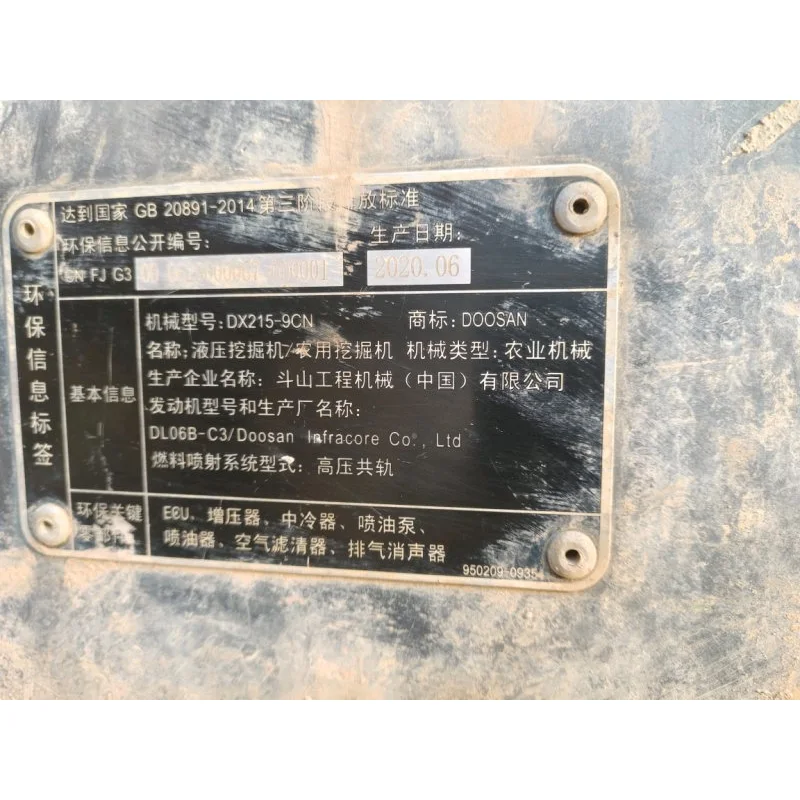 达到国家 GB 20891-2014第三阶 放标准
环保信息公开编号:
生产日期:
CN FJ G3
2020.06
环保信息标签
基本信息
机械型号:DX215-9CN
商标:DOOSAN
名称:液压挖掘机/农用挖掘机
机械类型:农业机械
生产企业名称:斗山工程机械(中国)有限公司
发动机型号和生产厂名称:
DL06B-C3/Doosan Infracore Co., Ltd
燃料喷射系统型式:高压共轨
环保关键
ECU、增压器、中冷器、喷油泵、
喷油器、空气滤清器、排气消声器